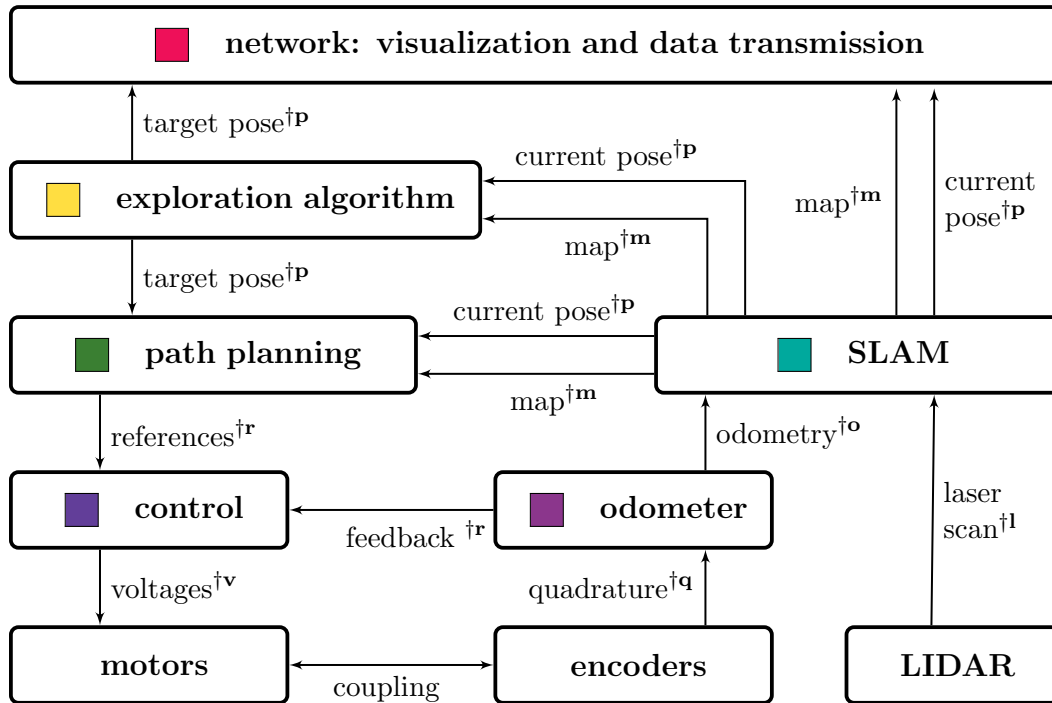 network: visualization and data transmission
target pose†p
current pose†p
map†m
current
pose†p
exploration algorithm
map†m
target pose†p
current pose†p
path planning
SLAM
map†m
references†r
odometry†o
control
odometer
feedback †r
laser
scan†l
voltages†v
quadrature†q
motors
coupling
encoders
LIDAR